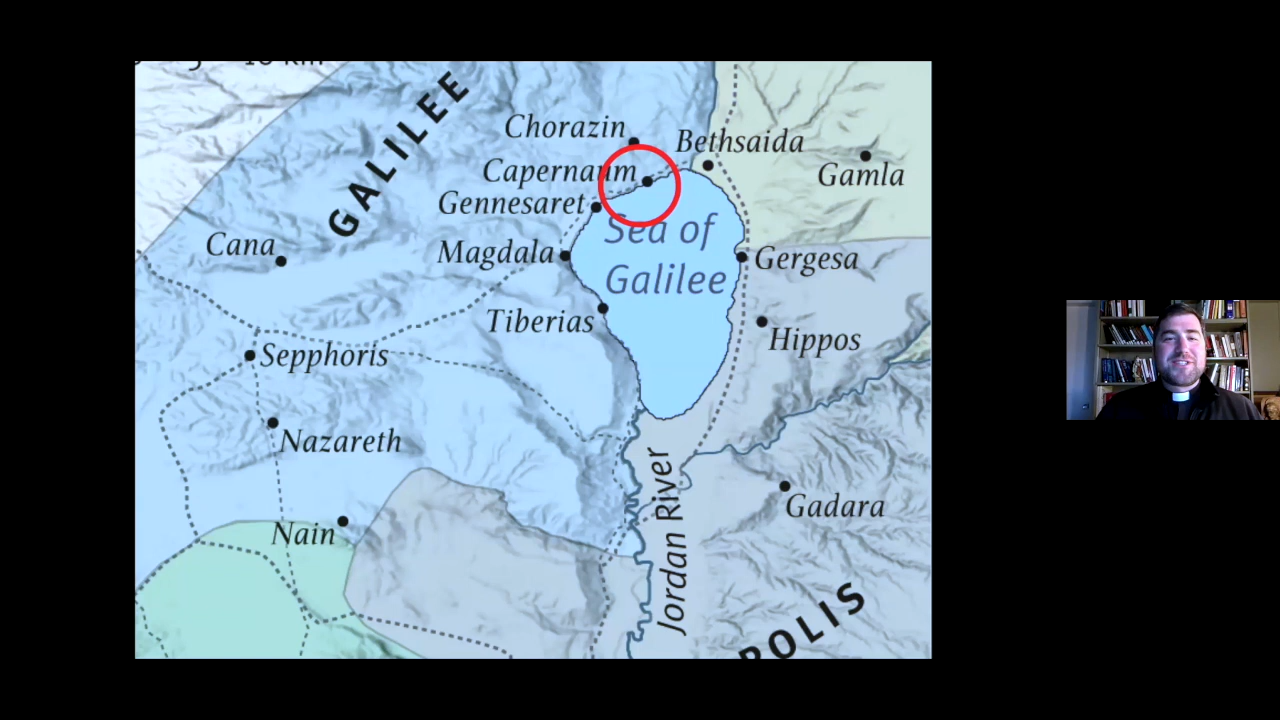 GALILEE
Chorazin
Bethsaida
Capernaum
Gamla
Gennesaret
Sea of
Galilee
Cana
Magdala
Gergesa
Tiberias
Hippos
Sepphoris
Nazareth
Jordan River
Gadara
Nain
POLIS